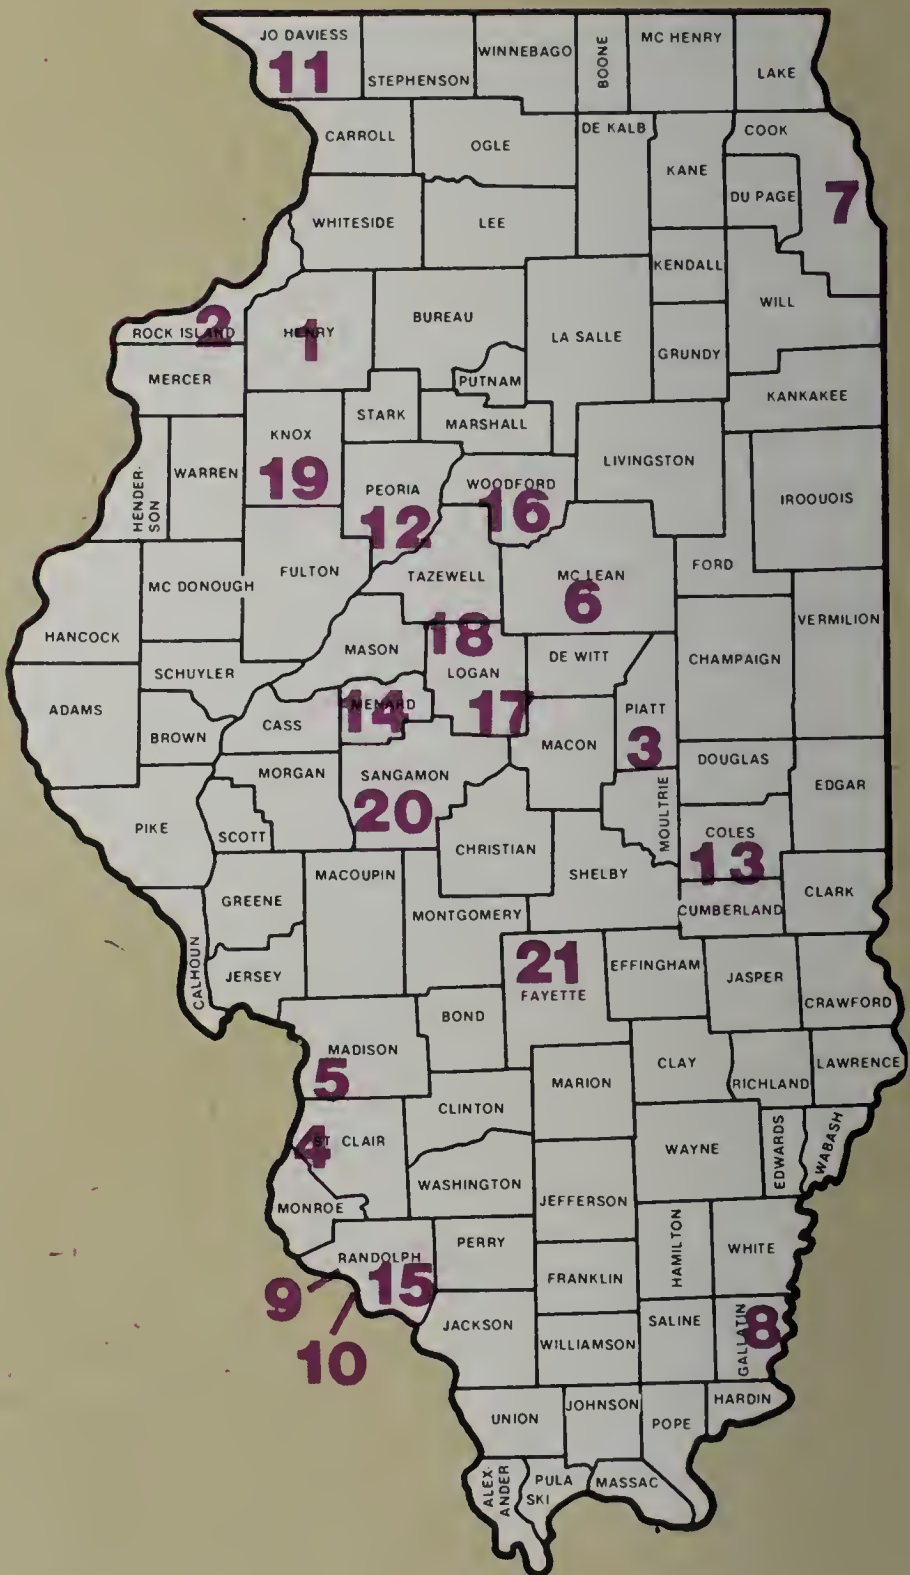 JO DAVIESS
11
STEPHENSON
WINNEBAGO
BOONE
MC HENRY
LAKE
CARROLL
OGLE
DE KALB
KANE
COOK
DU PAGE
7
WHITESIDE
LEE
KENDALL
WILL
ROCK ISLAND
2
HENRY
1
BUREAU
LA SALLE
GRUNDY
MERCER
PUTNAM
KANKAKEE
STARK
MARSHALL
KNOX
19
WARREN
HENDER-
SON
PEORIA
12
WOODFORD
16
LIVINGSTON
IROQUOIS
FULTON
TAZEWELL
MC LEAN
6
FORD
MC DONOUGH
HANCOCK
VERMILION
SCHUYLER
MASON
18
LOGAN
17
DE WITT
CHAMPAIGN
ADAMS
BROWN
CASS
MENARD
14
MACON
PIATT
3
MORGAN
SANGAMON
20
DOUGLAS
EDGAR
PIKE
SCOTT
CHRISTIAN
MOULTRIE
COLES
13
MACOUPIN
SHELBY
GREENE
MONTGOMERY
CUMBERLAND
CLARK
CALHOUN
JERSEY
21
FAYETTE
EFFINGHAM
JASPER
CRAWFORD
BOND
MADISON
5
MARION
CLAY
RICHLAND
LAWRENCE
CLINTON
ST CLAIR
4
WAYNE
EDWARDS
WABASH
WASHINGTON
MONROE
JEFFERSON
RANDOLPH
15
9
10
PERRY
HAMILTON
WHITE
FRANKLIN
JACKSON
WILLIAMSON
SALINE
GALLATIN
8
UNION
JOHNSON
POPE
HARDIN
ALEX-
ANDER
PULA
SKI
MASSAC